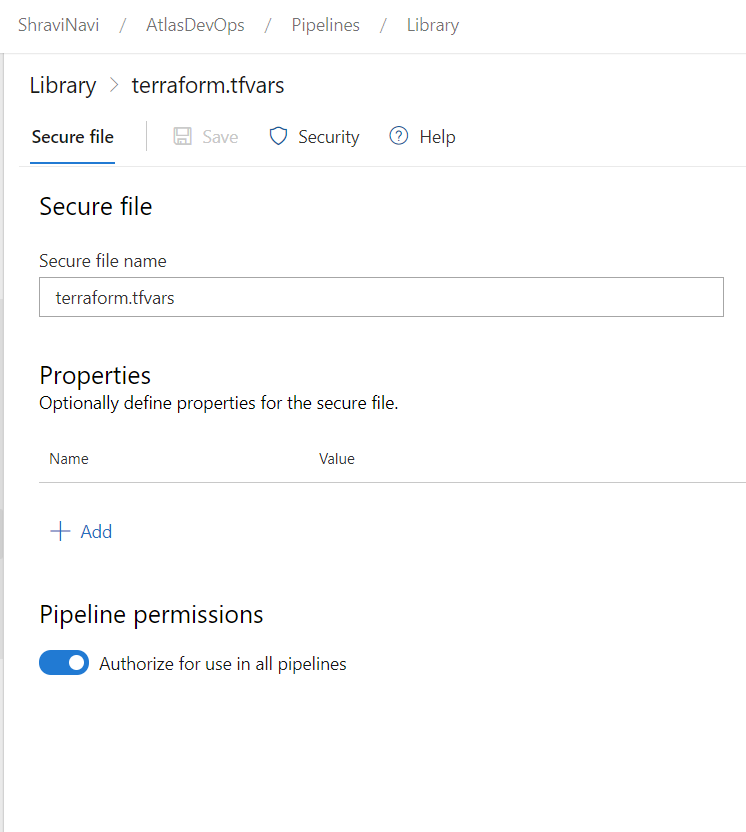 ShraviNavi / AtlasDevOps / Pipelines / Library
Library > terraform.tfvars
Secure file Save Security Help
Secure file
Secure file name
terraform.tfvars
Properties
Optionally define properties for the secure file.
Name Value
+ Add
Pipeline permissions
Authorize for use in all pipelines